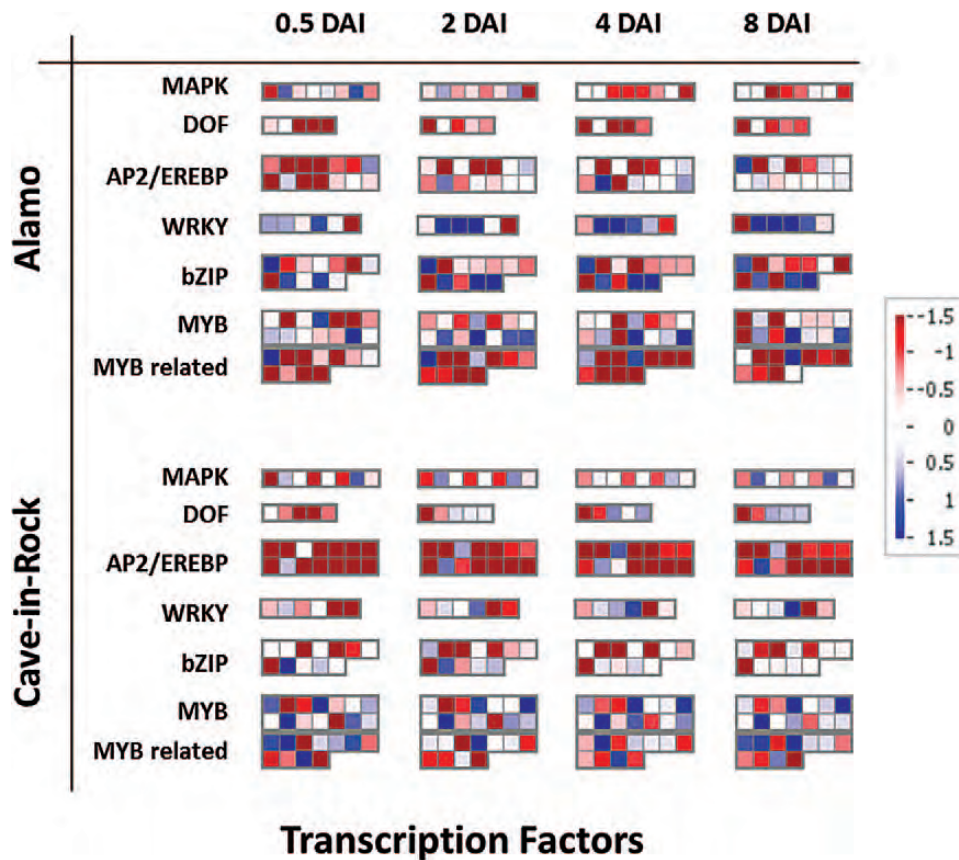 0.5 DAI 2 DAI 4 DAI 8 DAI
Alamo
MAPK
DOF
AP2/EREBP
WRKY
bZIP
MYB
MYB related
Cave-in-Rock
MAPK
DOF
AP2/EREBP
WRKY
bZIP
MYB
MYB related
-1.5
-1
-0.5
0
0.5
1
1.5
Transcription Factors